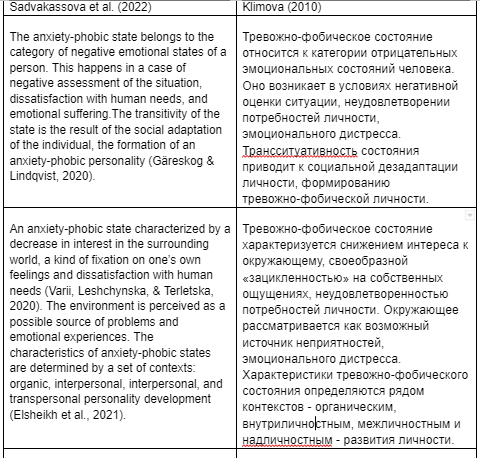 Sadvakassova et al. (2022)
Klimova (2010)
The anxiety-phobic state belongs to the
category of negative emotional states of a
person. This happens in a case of
negative assessment of the situation,
dissatisfaction with human needs, and
emotional suffering.The transitivity of the
state is the result of the social adaptation
of the individual, the formation of an
anxiety-phobic personality (Gäreskog &
Lindqvist, 2020).
Тревожно-фобическое состояние
относится к категории отрицательных
эмоциональных состояний человека.
Оно возникает в условиях негативной
оценки ситуации, неудовлетворении
потребностей личности,
эмоционального дистресса.
Трансситуативность состояния
приводит к социальной дезадаптации
личности, формированию
тревожно-фобической личности.
An anxiety-phobic state characterized by a
decrease in interest in the surrounding
world, a kind of fixation on one's own
feelings and dissatisfaction with human
needs (Varii, Leshchynska, & Terletska,
2020). The environment is perceived as a
possible source of problems and
emotional experiences. The
characteristics of anxiety-phobic states
are determined by a set of contexts:
organic, interpersonal, interpersonal, and
transpersonal personality development
(Elsheikh et al., 2021).
Тревожно-фобическое состояние
характеризуется снижением интереса к
окружающему, своеобразной
«зацикленностью» на собственных
ощущениях, неудовлетворенностью
потребностей личности. Окружающее
рассматривается как возможный
источник неприятностей,
эмоционального дистресса.
Характеристики тревожно-фобического
состояния определяются рядом
контекстов - органическим,
внутриличностным, межличностным и
надличностным - развития личности.